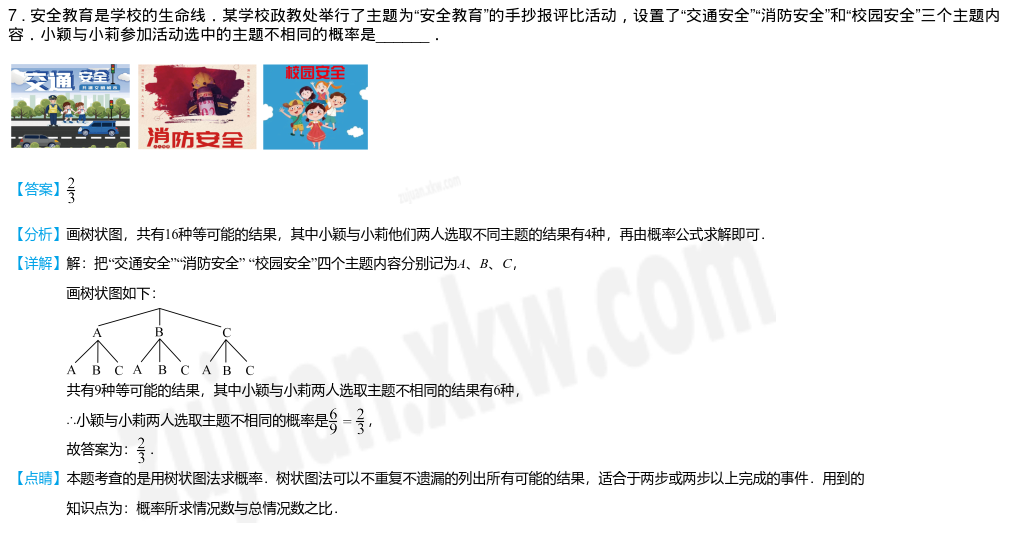 7．安全教育是学校的生命线．某学校政教处举行了主题为“安全教育”的手抄报评比活动，设置了“交通安全”“消防安全”和“校园安全”三个主题内
容．小颖与小莉参加活动选中的主题不相同的概率是_______．
交通 安全
消防安全
校园安全
【答案】2/3
【分析】画树状图，共有16种等可能的结果，其中小颖与小莉他们两人选取不同主题的结果有4种，再由概率公式求解即可．
【详解】解：把“交通安全”“消防安全” “校园安全”四个主题内容分别记为A、B、C，
画树状图如下：
A B C
A B C A B C A B C
共有9种等可能的结果，其中小颖与小莉两人选取主题不相同的结果有6种，
∴小颖与小莉两人选取主题不相同的概率是6/9＝2/3，
故答案为：2/3．
【点睛】本题考查的是用树状图法求概率．树状图法可以不重复不遗漏的列出所有可能的结果，适合于两步或两步以上完成的事件．用到的
知识点为：概率所求情况数与总情况数之比．
zujuan.xkw.com
zujuan.xkw.com